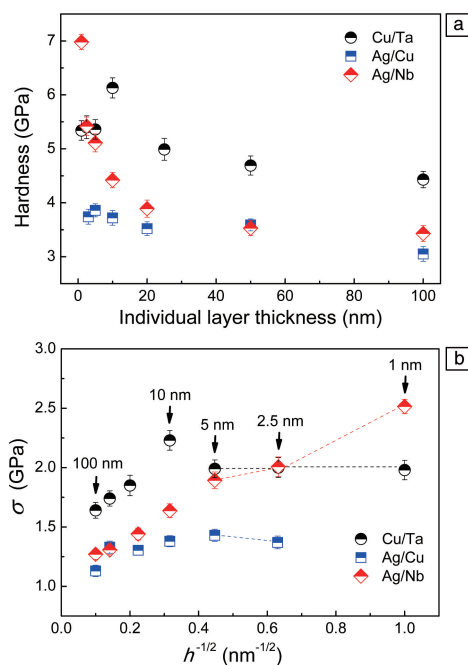 a
Cu/Ta
Ag/Cu
Ag/Nb
7
6
5
4
3
Hardness (GPa)
0 20 40 60 80 100
Individual layer thickness (nm)
b
3.0
2.5
2.0
1.5
1.0
σ (GPa)
1 nm
10 nm
5 nm
2.5 nm
100 nm
Cu/Ta
Ag/Cu
Ag/Nb
0.0 0.2 0.4 0.6 0.8 1.0
h⁻¹/² (nm⁻¹/²)